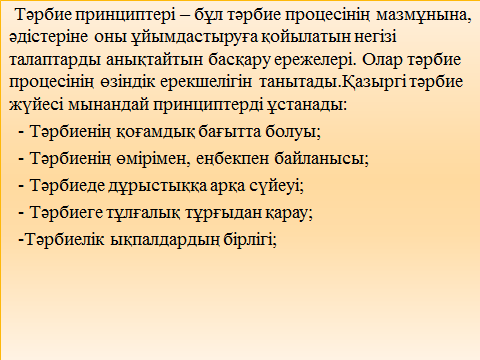 Тәрбие принциптері – бұл тәрбие процесінің мазмұнына,
әдістеріне оны ұйымдастыруға қойылатын негізі
талаптарды анықтайтын басқару ережелері. Олар тәрбие
процесінің өзіндік ерекшелігін танытады.Қазыргі тәрбие
жүйесі мынандай принциптерді ұстанады:
- Тәрбиенің қоғамдық бағытта болуы;
- Тәрбиенің өмірімен, еңбекпен байланысы;
- Тәрбиеде дұрыстыққа арқа сүйеуі;
- Тәрбиеге тұлғалық тұрғыдан қарау;
-Тәрбиелік ықпалдардың бірлігі;